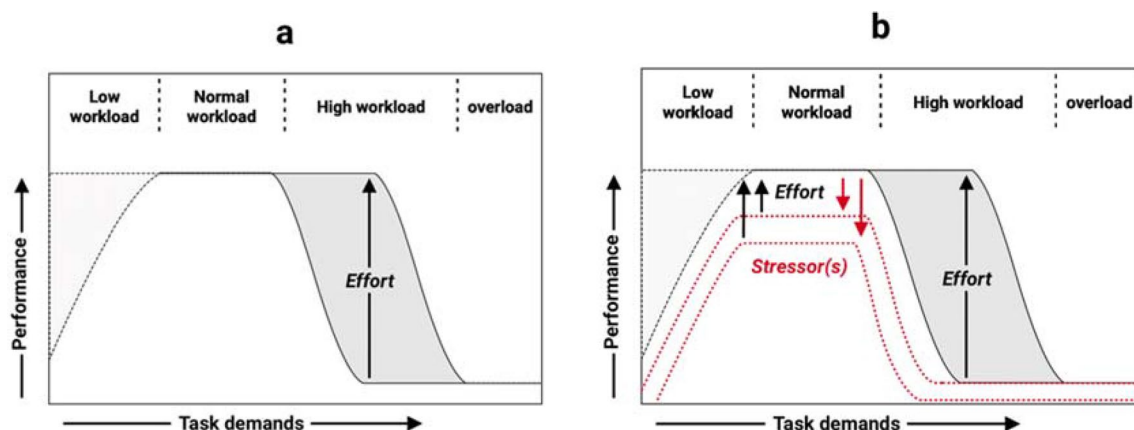 a
Low
workload
Normal
workload
High workload
overload
Performance
Effort
Task demands
b
Low
workload
Normal
workload
High workload
overload
Performance
Effort
Stressor(s)
Effort
Task demands